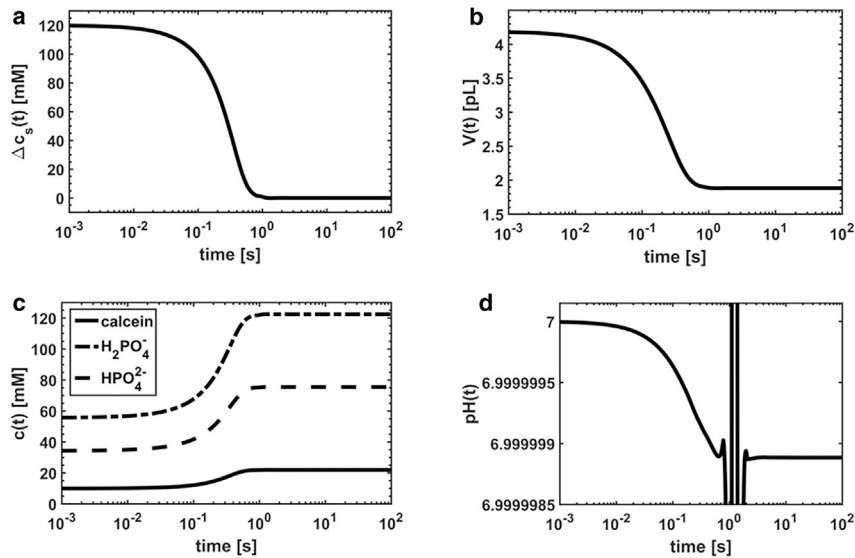 a
120
100
80
60
40
20
0
Δc_s(t) [mM]
10^-3 10^-2 10^-1 10^0 10^1 10^2
time [s]
b
4
3.5
3
2.5
2
1.5
V(t) [pL]
10^-3 10^-2 10^-1 10^0 10^1 10^2
time [s]
c
120
100
80
60
40
20
0
c(t) [mM]
calcein
H_2PO_4^-
HPO_4^2-
10^-3 10^-2 10^-1 10^0 10^1 10^2
time [s]
d
7
6.9999995
6.999999
6.9999985
pH(t)
10^-3 10^-2 10^-1 10^0 10^1 10^2
time [s]